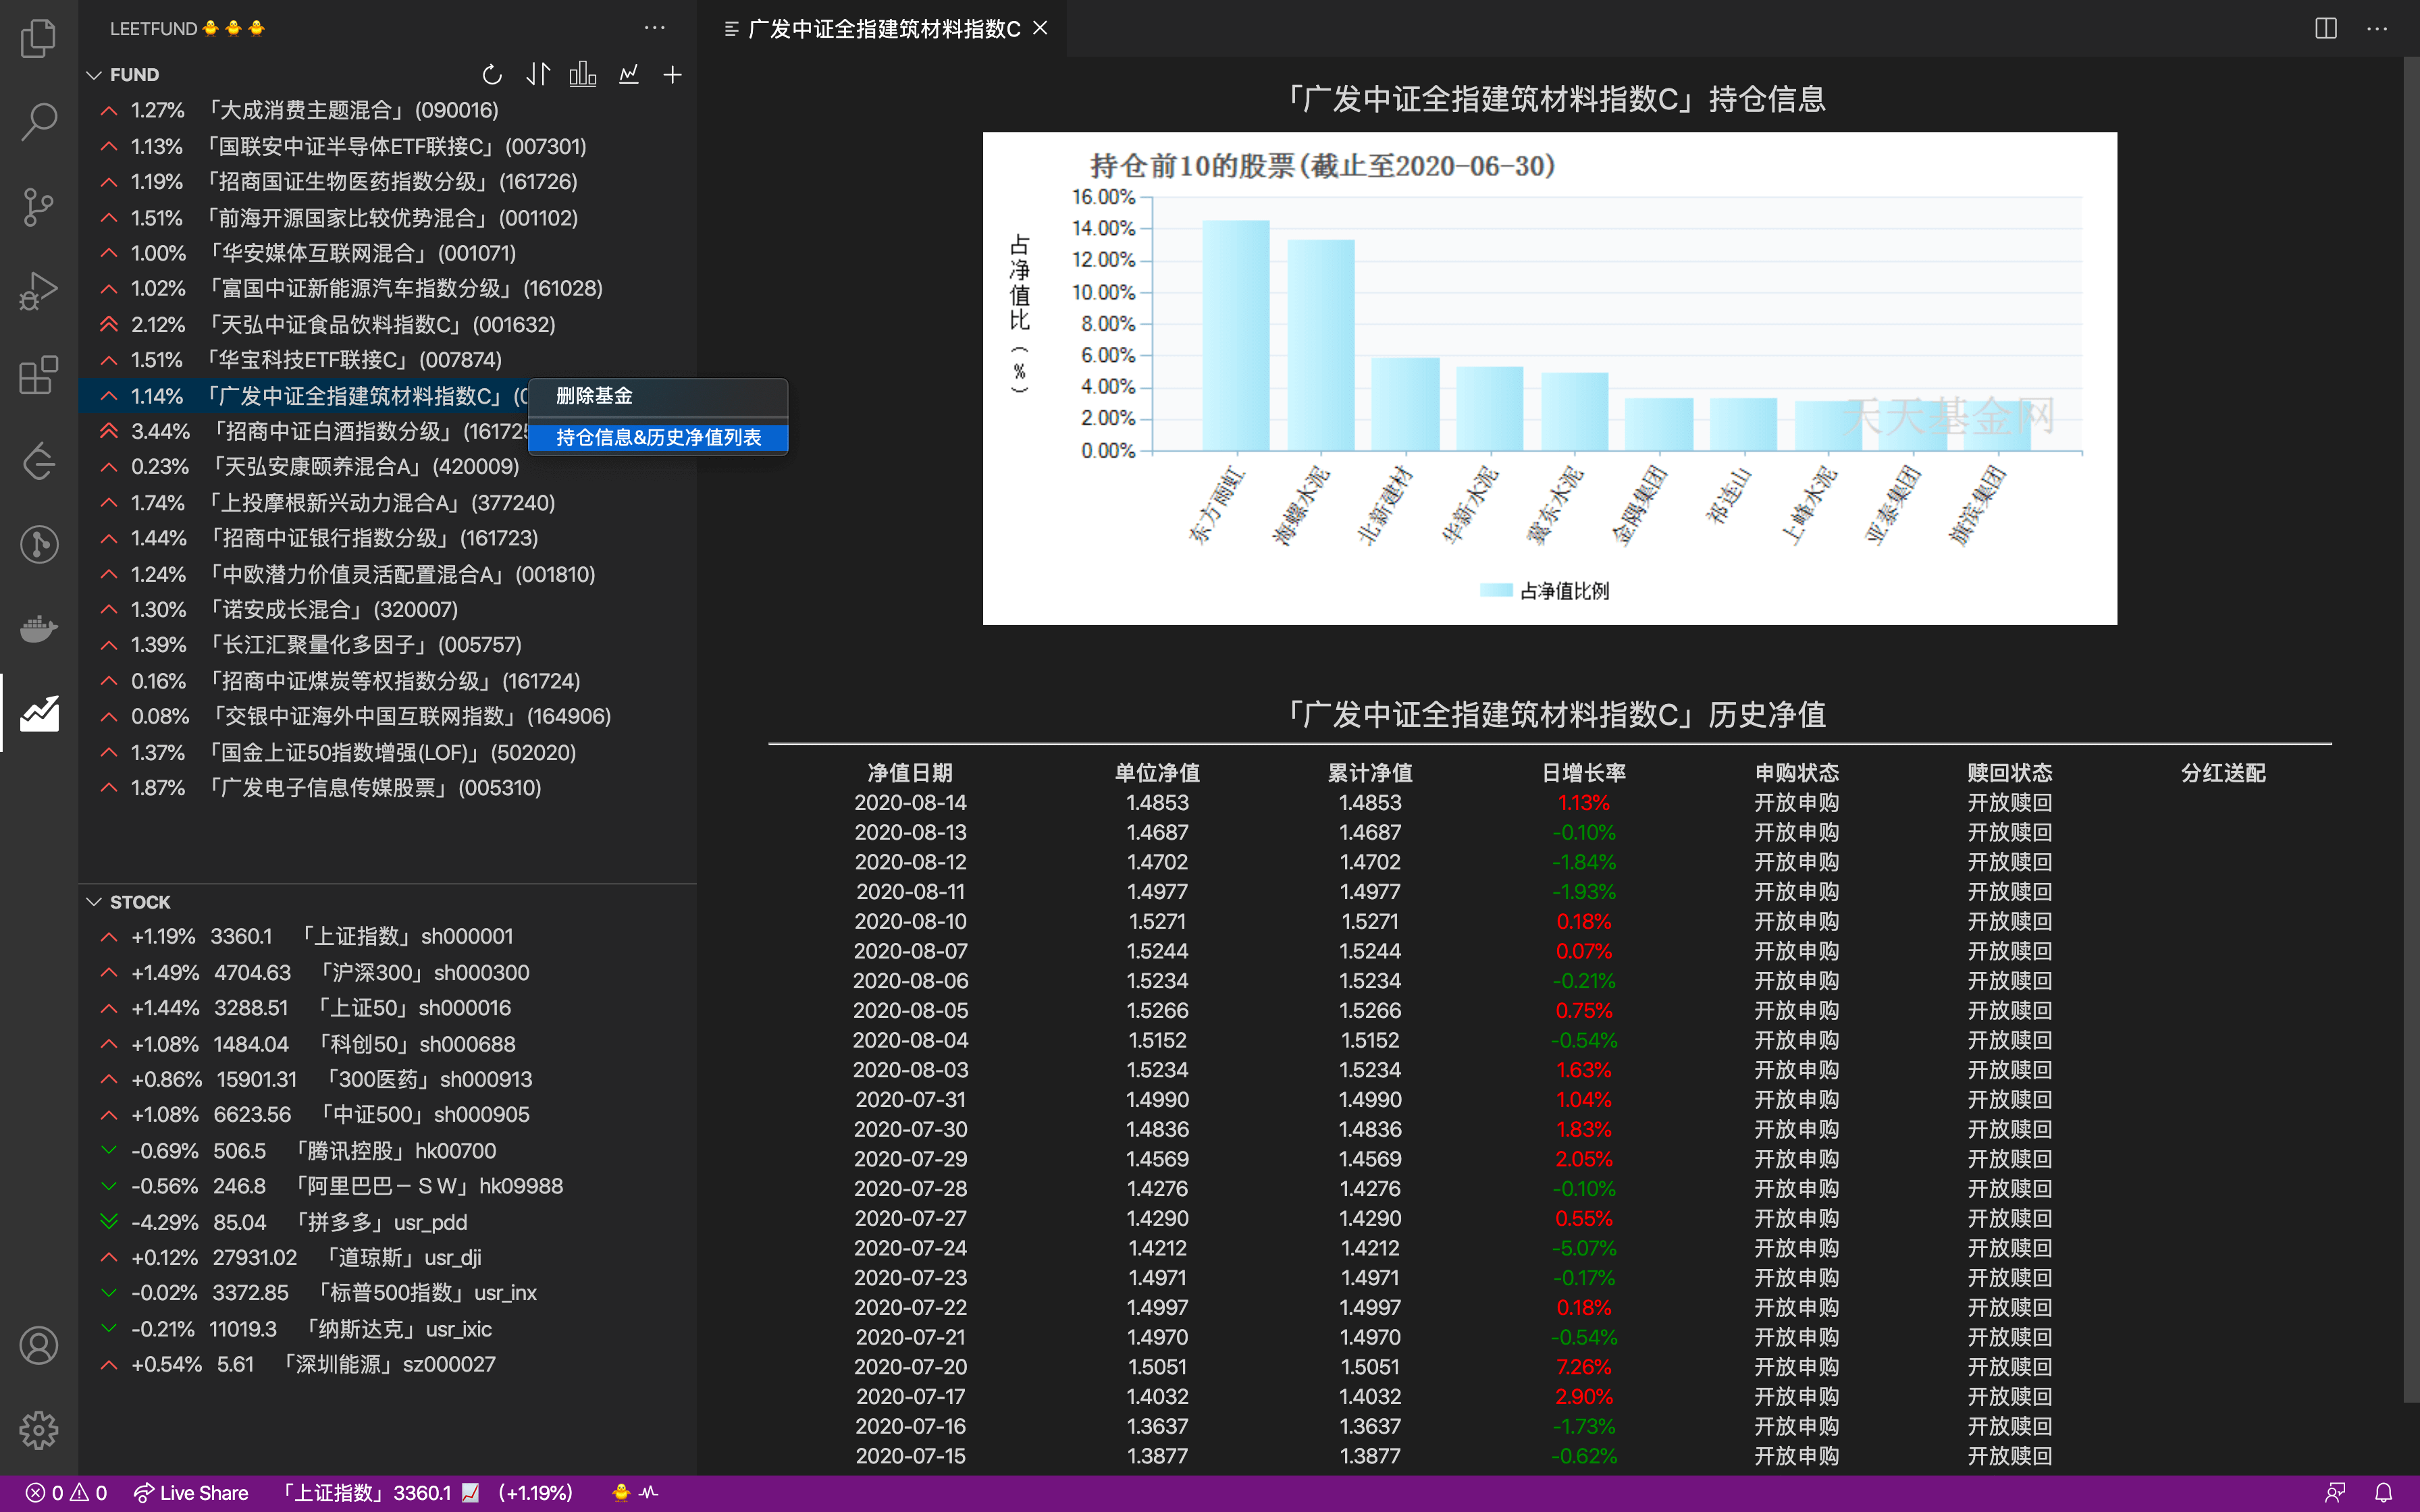 LEETFUND🐥🐥🐥
FUND
1.27% 「大成消费主题混合」(090016)
1.13% 「国联安中证半导体ETF联接C」(007301)
1.19% 「招商国证生物医药指数分级」(161726)
1.51% 「前海开源国家比较优势混合」(001102)
1.00% 「华安媒体互联网混合」(001071)
1.02% 「富国中证新能源汽车指数分级」(161028)
2.12% 「天弘中证食品饮料指数C」(001632)
1.51% 「华宝科技ETF联接C」(007874)
1.14% 「广发中证全指建筑材料指数C」(0
3.44% 「招商中证白酒指数分级」(161725
0.23% 「天弘安康颐养混合A」(420009)
1.74% 「上投摩根新兴动力混合A」(377240)
1.44% 「招商中证银行指数分级」(161723)
1.24% 「中欧潜力价值灵活配置混合A」(001810)
1.30% 「诺安成长混合」(320007)
1.39% 「长江汇聚量化多因子」(005757)
0.16% 「招商中证煤炭等权指数分级」(161724)
0.08% 「交银中证海外中国互联网指数」(164906)
1.37% 「国金上证50指数增强(LOF)」(502020)
1.87% 「广发电子信息传媒股票」(005310)
删除基金
持仓信息&历史净值列表
STOCK
+1.19% 3360.1 「上证指数」sh000001
+1.49% 4704.63 「沪深300」sh000300
+1.44% 3288.51 「上证50」sh000016
+1.08% 1484.04 「科创50」sh000688
+0.86% 15901.31 「300医药」sh000913
+1.08% 6623.56 「中证500」sh000905
-0.69% 506.5 「腾讯控股」hk00700
-0.56% 246.8 「阿里巴巴－ＳＷ」hk09988
-4.29% 85.04 「拼多多」usr_pdd
+0.12% 27931.02 「道琼斯」usr_dji
-0.02% 3372.85 「标普500指数」usr_inx
-0.21% 11019.3 「纳斯达克」usr_ixic
+0.54% 5.61 「深圳能源」sz000027
广发中证全指建筑材料指数C
「广发中证全指建筑材料指数C」持仓信息
持仓前10的股票(截止至2020-06-30)
占净值比(%)
16.00%
14.00%
12.00%
10.00%
8.00%
6.00%
4.00%
2.00%
0.00%
天天基金网
东方雨虹 海螺水泥 北新建材 华新水泥 冀东水泥 金隅集团 祁连山 上峰水泥 亚泰集团 旗滨集团
占净值比例
「广发中证全指建筑材料指数C」历史净值
净值日期 单位净值 累计净值 日增长率 申购状态 赎回状态 分红送配
2020-08-14 1.4853 1.4853 1.13% 开放申购 开放赎回
2020-08-13 1.4687 1.4687 -0.10% 开放申购 开放赎回
2020-08-12 1.4702 1.4702 -1.84% 开放申购 开放赎回
2020-08-11 1.4977 1.4977 -1.93% 开放申购 开放赎回
2020-08-10 1.5271 1.5271 0.18% 开放申购 开放赎回
2020-08-07 1.5244 1.5244 0.07% 开放申购 开放赎回
2020-08-06 1.5234 1.5234 -0.21% 开放申购 开放赎回
2020-08-05 1.5266 1.5266 0.75% 开放申购 开放赎回
2020-08-04 1.5152 1.5152 -0.54% 开放申购 开放赎回
2020-08-03 1.5234 1.5234 1.63% 开放申购 开放赎回
2020-07-31 1.4990 1.4990 1.04% 开放申购 开放赎回
2020-07-30 1.4836 1.4836 1.83% 开放申购 开放赎回
2020-07-29 1.4569 1.4569 2.05% 开放申购 开放赎回
2020-07-28 1.4276 1.4276 -0.10% 开放申购 开放赎回
2020-07-27 1.4290 1.4290 0.55% 开放申购 开放赎回
2020-07-24 1.4212 1.4212 -5.07% 开放申购 开放赎回
2020-07-23 1.4971 1.4971 -0.17% 开放申购 开放赎回
2020-07-22 1.4997 1.4997 0.18% 开放申购 开放赎回
2020-07-21 1.4970 1.4970 -0.54% 开放申购 开放赎回
2020-07-20 1.5051 1.5051 7.26% 开放申购 开放赎回
2020-07-17 1.4032 1.4032 2.90% 开放申购 开放赎回
2020-07-16 1.3637 1.3637 -1.73% 开放申购 开放赎回
2020-07-15 1.3877 1.3877 -0.62% 开放申购 开放赎回
0 0 Live Share 「上证指数」3360.1 📈 (+1.19%) 🐥